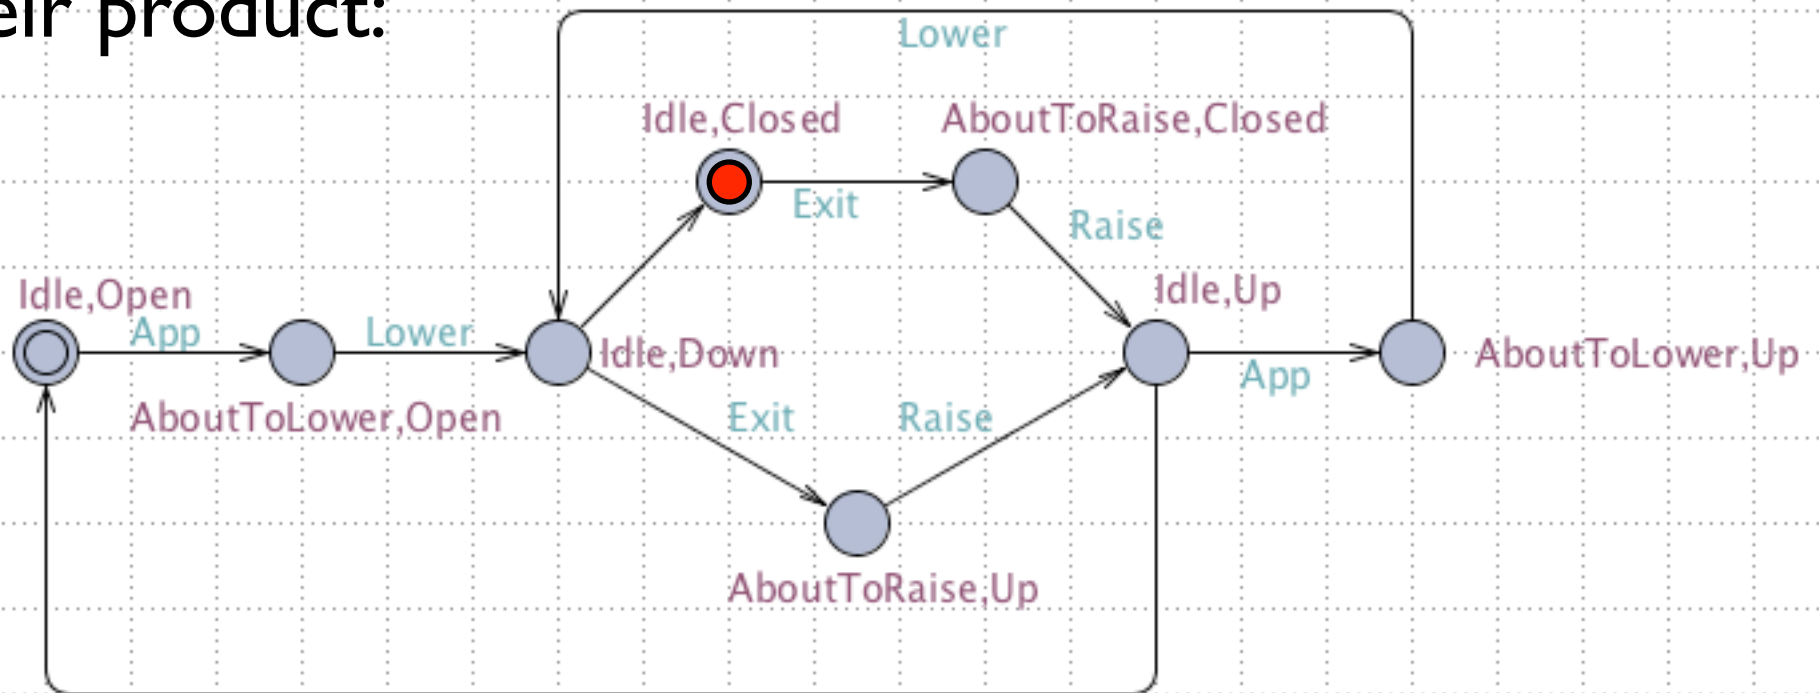 eir product:
Lower
Idle,Closed
AboutToRaise,Closed
Exit
Raise
Idle,Open
Idle,Up
App
Lower
Idle,Down
App
AboutToLower,Up
AboutToLower,Open
Exit
Raise
AboutToRaise,Up